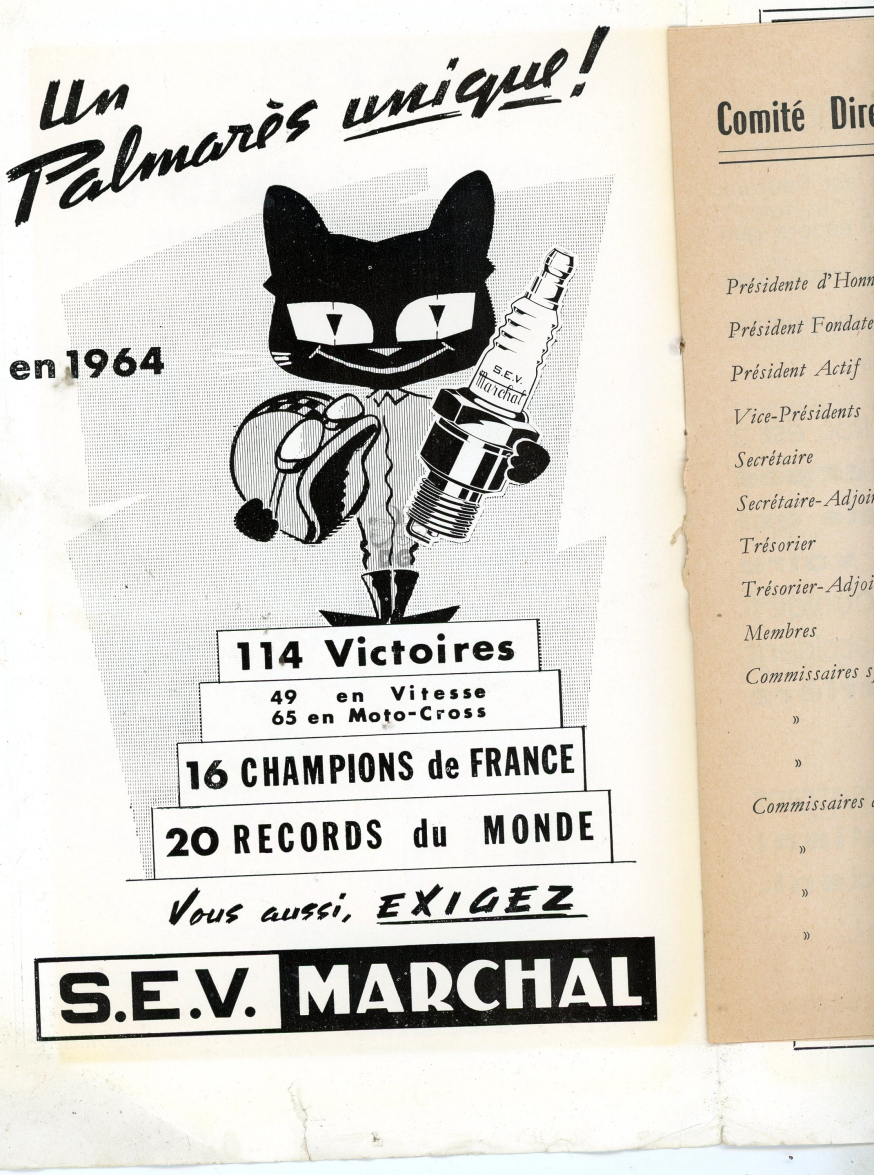 Un
Palmarès unique!
en 1964
S.E.V.
Marchal
114 Victoires
49 en Vitesse
65 en Moto-Cross
16 CHAMPIONS de FRANCE
20 RECORDS du MONDE
Vous aussi, EXIGEZ
S.E.V. MARCHAL
Comité Dire
Présidente d'Honn
Président Fondate
Président Actif
Vice-Présidents
Secrétaire
Secrétaire-Adjoin
Trésorier
Trésorier-Adjoi
Membres
Commissaires s
»
»
Commissaires
»
»
»